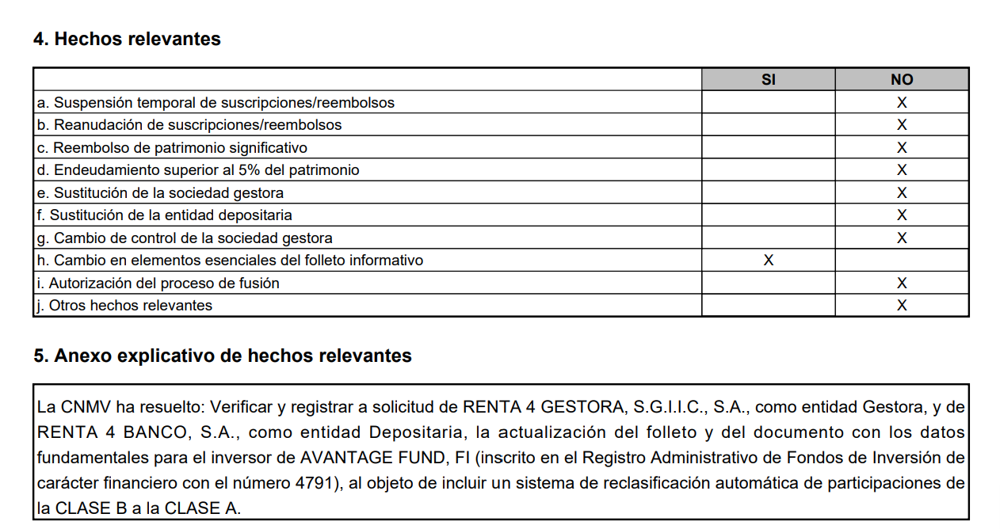 4. Hechos relevantes
SI NO
a. Suspensión temporal de suscripciones/reembolsos X
b. Reanudación de suscripciones/reembolsos X
c. Reembolso de patrimonio significativo X
d. Endeudamiento superior al 5% del patrimonio X
e. Sustitución de la sociedad gestora X
f. Sustitución de la entidad depositaria X
g. Cambio de control de la sociedad gestora X
h. Cambio en elementos esenciales del folleto informativo X
i. Autorización del proceso de fusión X
j. Otros hechos relevantes X
5. Anexo explicativo de hechos relevantes
La CNMV ha resuelto: Verificar y registrar a solicitud de RENTA 4 GESTORA, S.G.I.I.C., S.A., como entidad Gestora, y de
RENTA 4 BANCO, S.A., como entidad Depositaria, la actualización del folleto y del documento con los datos
fundamentales para el inversor de AVANTAGE FUND, FI (inscrito en el Registro Administrativo de Fondos de Inversión de
carácter financiero con el número 4791), al objeto de incluir un sistema de reclasificación automática de participaciones de
la CLASE B a la CLASE A.